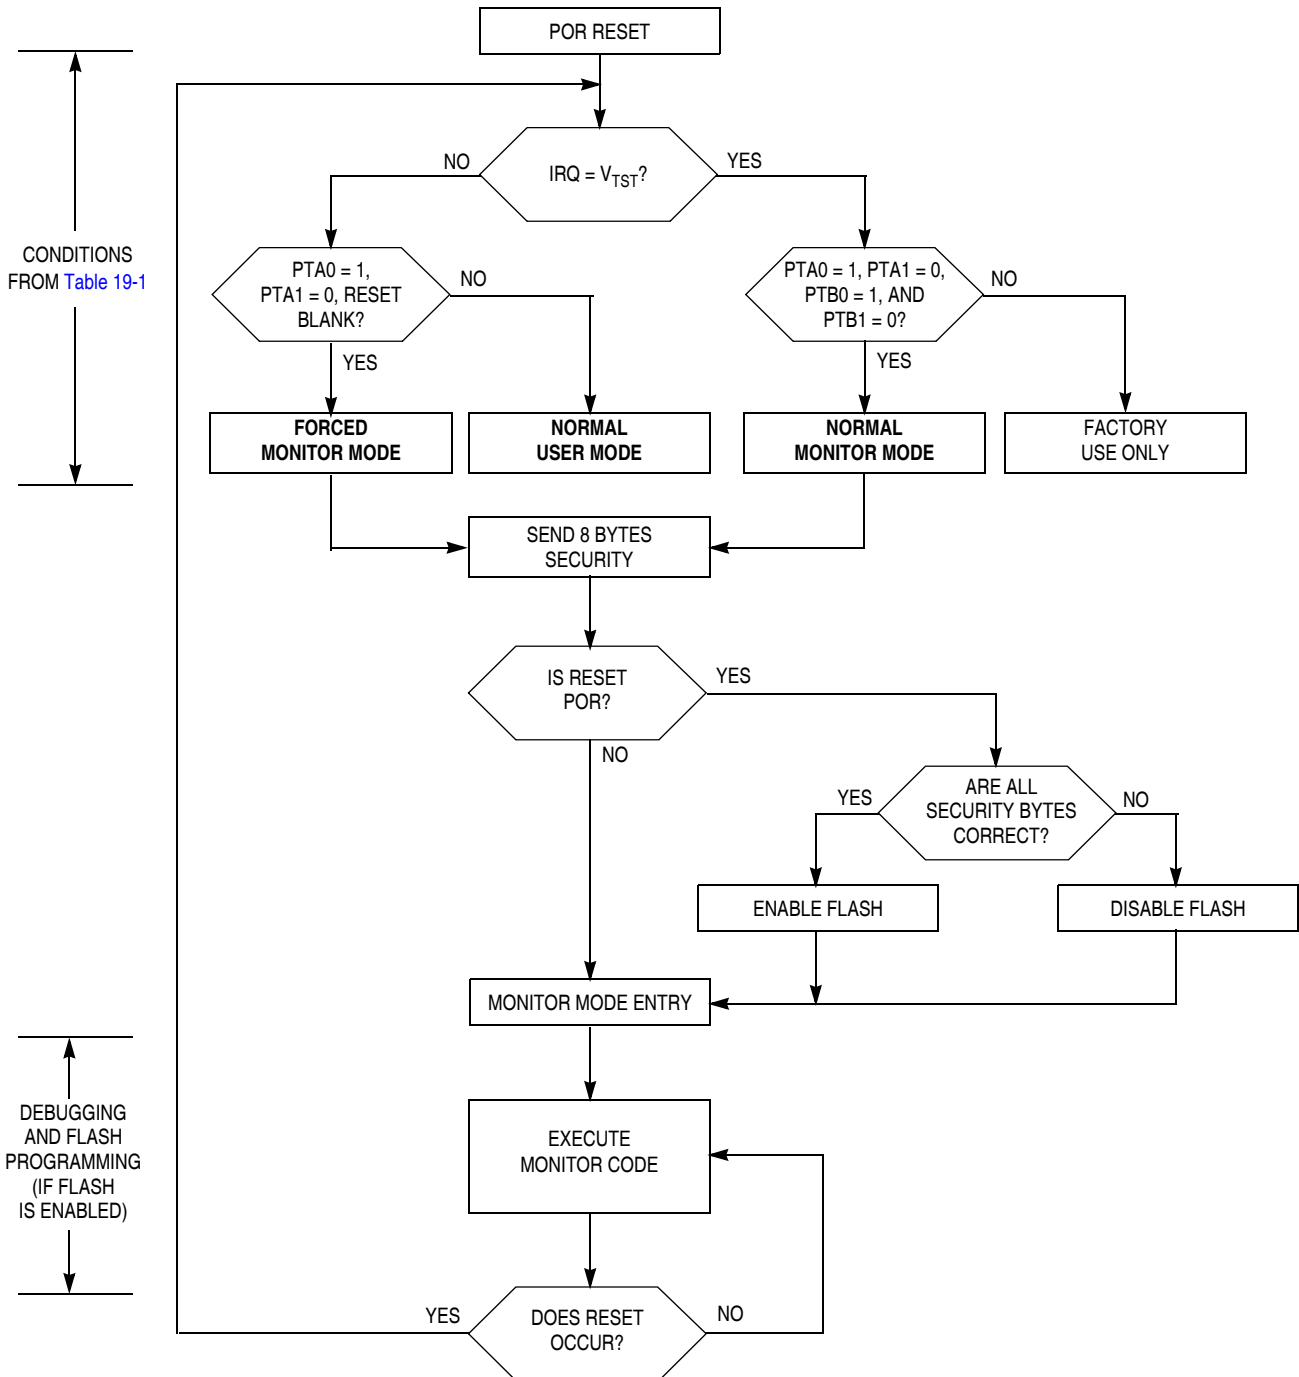 POR RESET
NO
IRQ = VTST?
YES
CONDITIONS
FROM Table 19-1
PTA0 = 1,
PTA1 = 0, RESET
BLANK?
NO
YES
PTA0 = 1, PTA1 = 0,
PTB0 = 1, AND
PTB1 = 0?
NO
YES
FORCED
MONITOR MODE
NORMAL
USER MODE
NORMAL
MONITOR MODE
FACTORY
USE ONLY
SEND 8 BYTES
SECURITY
IS RESET
POR?
YES
NO
YES
ARE ALL
SECURITY BYTES
CORRECT?
NO
ENABLE FLASH
DISABLE FLASH
MONITOR MODE ENTRY
DEBUGGING
AND FLASH
PROGRAMMING
(IF FLASH
IS ENABLED)
EXECUTE
MONITOR CODE
YES
DOES RESET
OCCUR?
NO